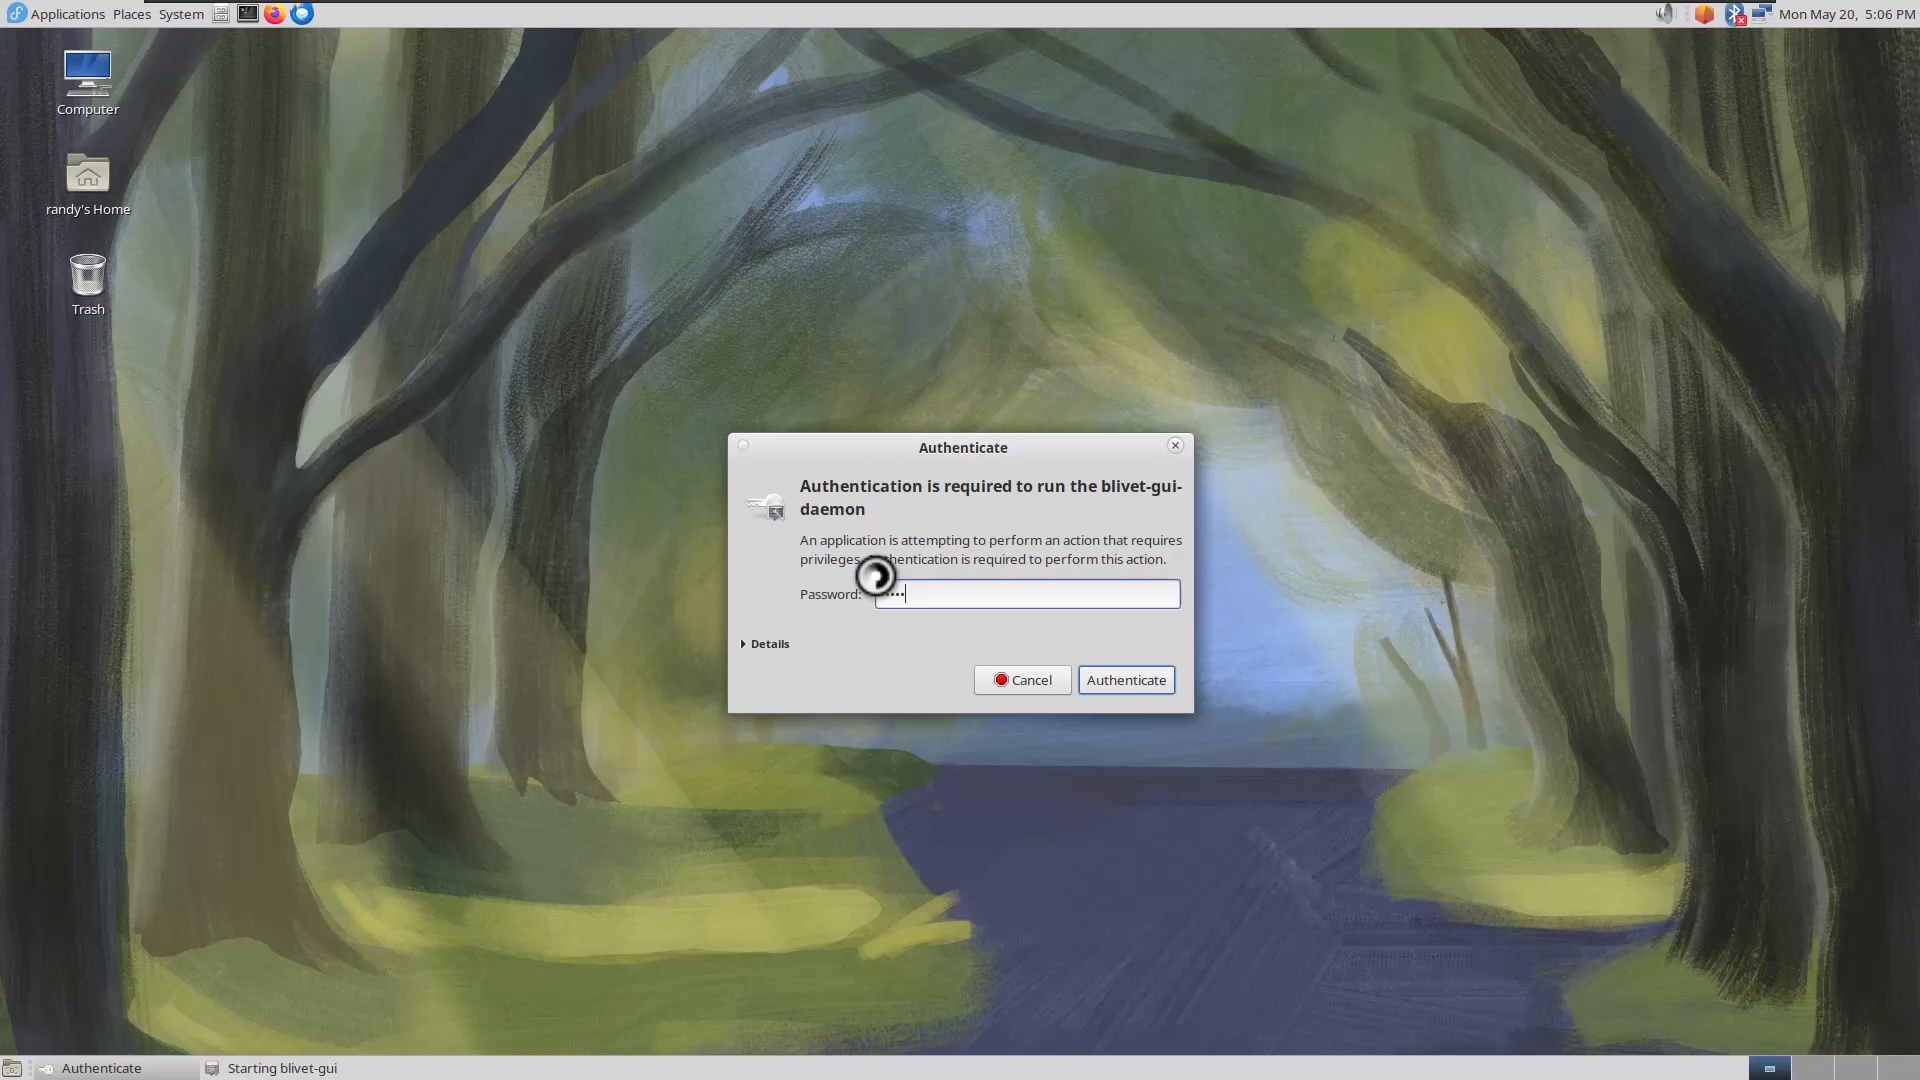 Applications Places System Mon May 20, 5:06 PM
Computer
randy's Home
Trash
Authenticate
Authentication is required to run the blivet-gui-
daemon
An application is attempting to perform an action that requires
privileges. Authentication is required to perform this action.
Password:
Details
Cancel Authenticate
Authenticate Starting blivet-gui